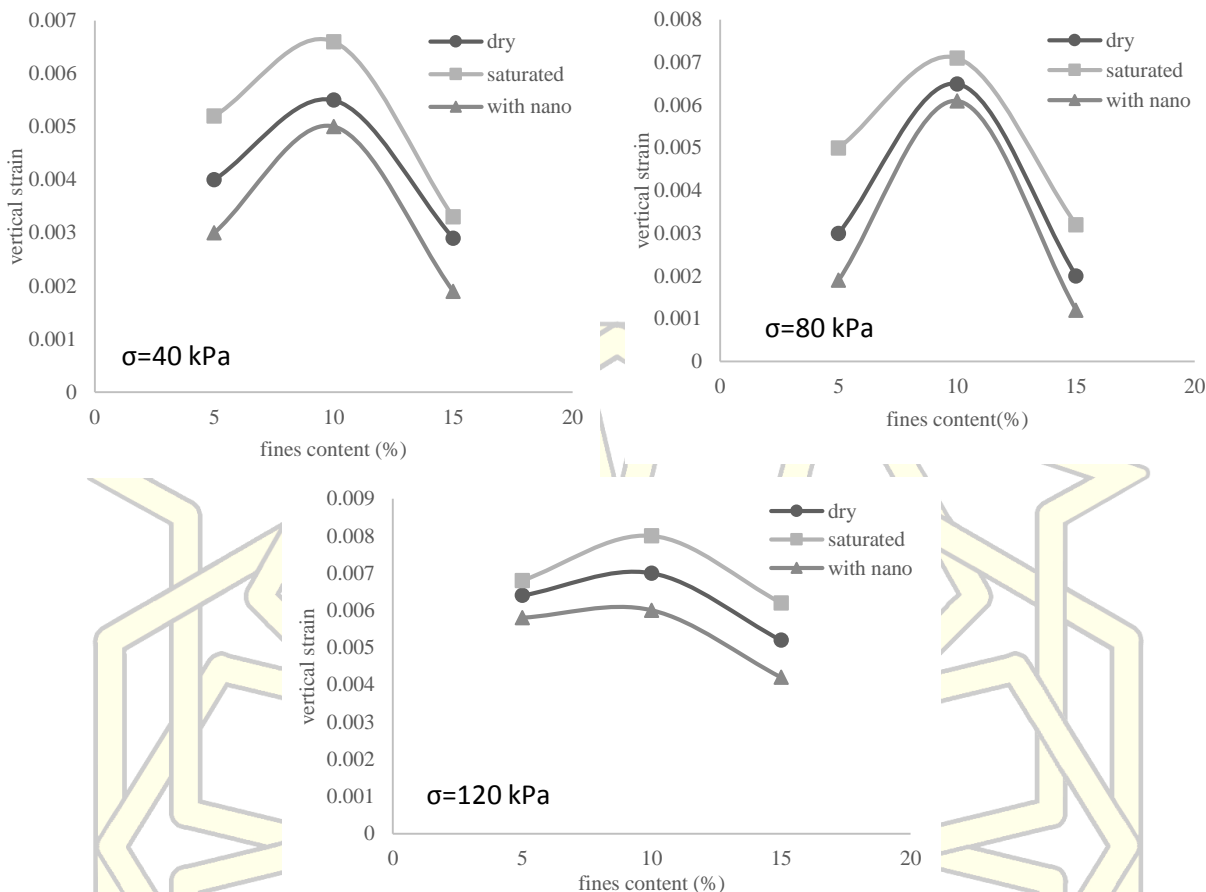 0.007
0.006
0.005
0.004
0.003
0.002
0.001
0
vertical strain
dry
saturated
with nano
σ=40 kPa
0 5 10 15 20
fines content (%)
0.008
0.007
0.006
0.005
0.004
0.003
0.002
0.001
0
vertical strain
dry
saturated
with nano
σ=80 kPa
0 5 10 15 20
fines content(%)
0.009
0.008
0.007
0.006
0.005
0.004
0.003
0.002
0.001
0
vertical strain
dry
saturated
with nano
σ=120 kPa
0 5 10 15 20
fines content (%)